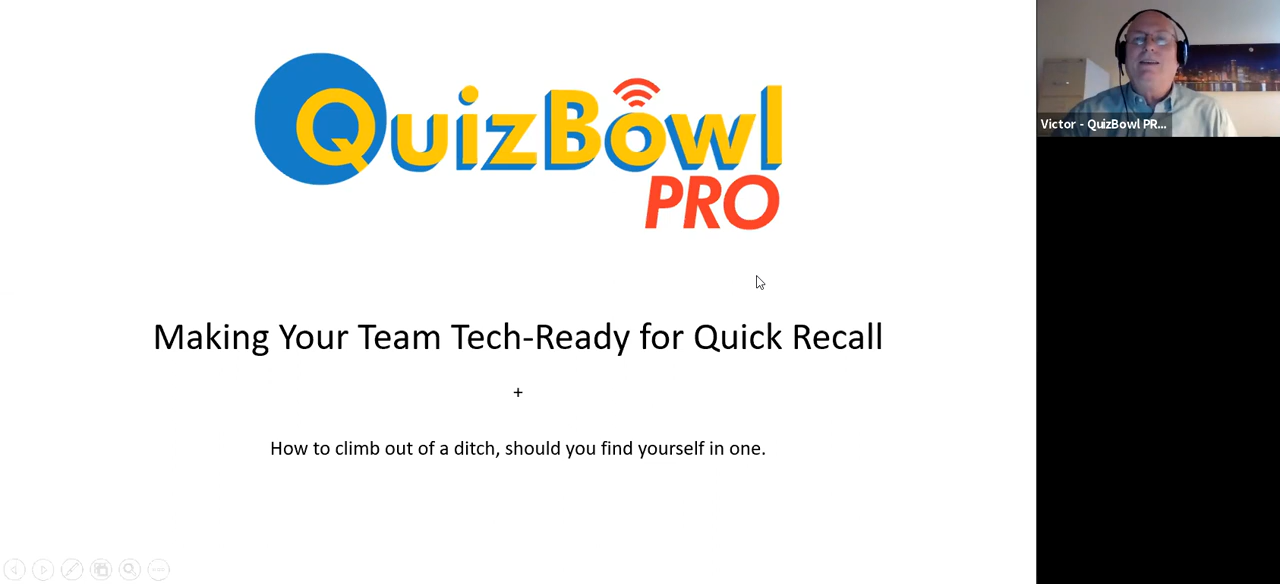 QuizBowl
PRO
Victor - QuizBowl PR...
Making Your Team Tech-Ready for Quick Recall
+
How to climb out of a ditch, should you find yourself in one.